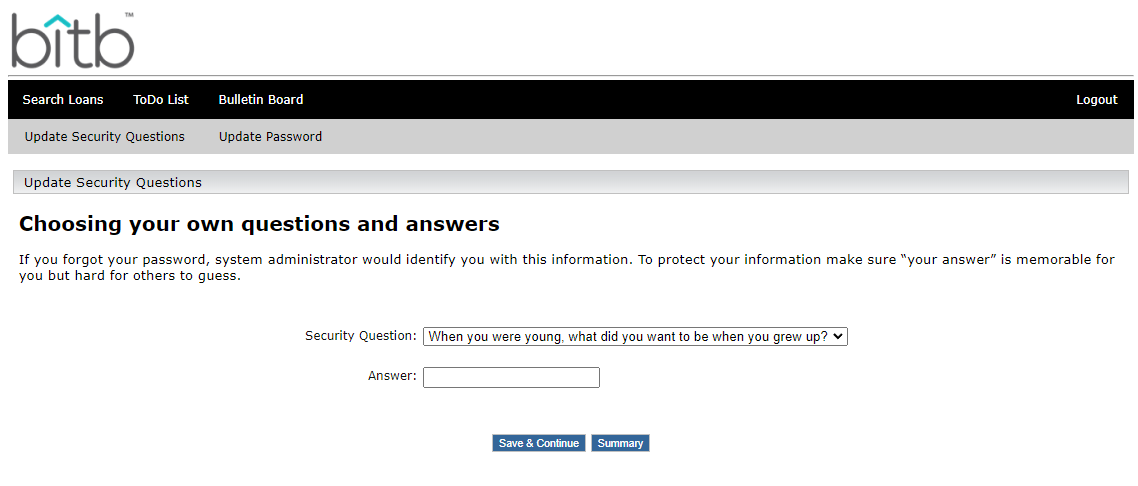 bîtb™
Search Loans ToDo List Bulletin Board Logout
Update Security Questions Update Password
Update Security Questions
Choosing your own questions and answers
If you forgot your password, system administrator would identify you with this information. To protect your information make sure “your answer” is memorable for
you but hard for others to guess.
Security Question: When you were young, what did you want to be when you grew up?
Answer:
Save & Continue Summary